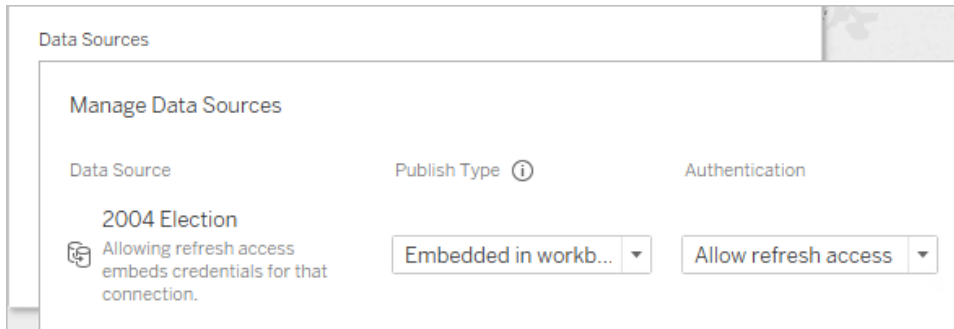 Data Sources
Manage Data Sources
Data Source
Publish Type
Authentication
2004 Election
Allowing refresh access
embeds credentials for that
connection.
Embedded in workb...
Allow refresh access